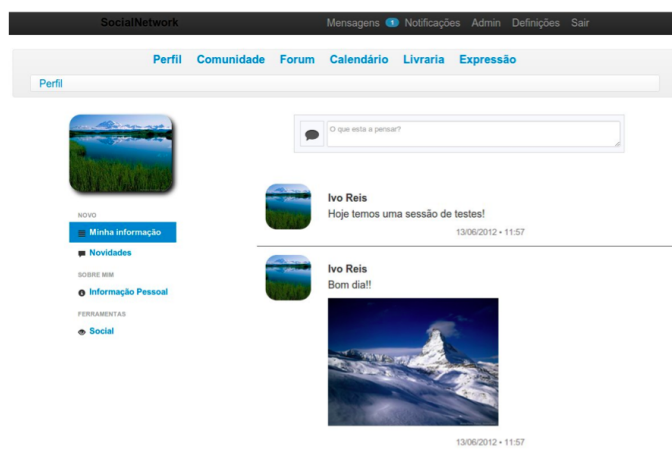 SocialNetwork Mensagens 1 Notificações Admin Definições Sair
Perfil Comunidade Forum Calendário Livraria Expressão
Perfil
O que esta a pensar?
NOVO
Minha informação
Novidades
SOBRE MIM
Informação Pessoal
FERRAMENTAS
Social
Ivo Reis
Hoje temos uma sessão de testes!
13/06/2012 • 11:57
Ivo Reis
Bom dia!!
13/06/2012 • 11:57